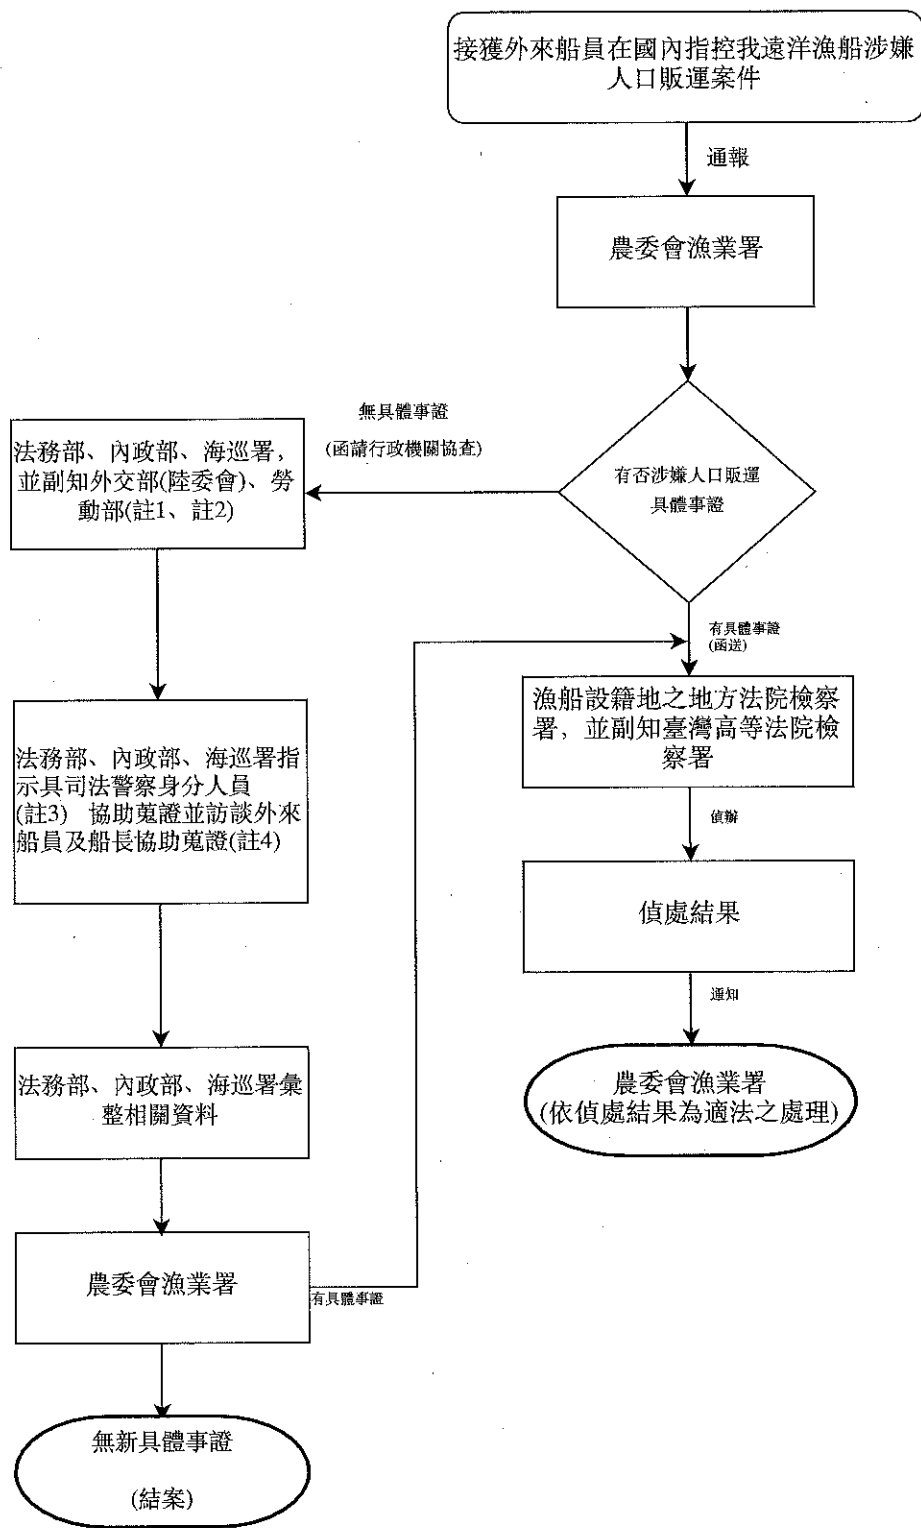 接獲外來船員在國內指控我遠洋漁船涉嫌
人口販運案件
通報
農委會漁業署
有否涉嫌人口販運
具體事證
無具體事證
(函請行政機關協查)
法務部、內政部、海巡署，
並副知外交部(陸委會)、勞
動部(註1、註2)
法務部、內政部、海巡署指
示具司法警察身分人員
(註3) 協助蒐證並訪談外來
船員及船長協助蒐證(註4)
法務部、內政部、海巡署彙
整相關資料
農委會漁業署
有具體事證
無新具體事證
(結案)
有具體事證
(函送)
漁船設籍地之地方法院檢察
署，並副知臺灣高等法院檢
察署
偵辦
偵處結果
通知
農委會漁業署
(依偵處結果為適法之處理)